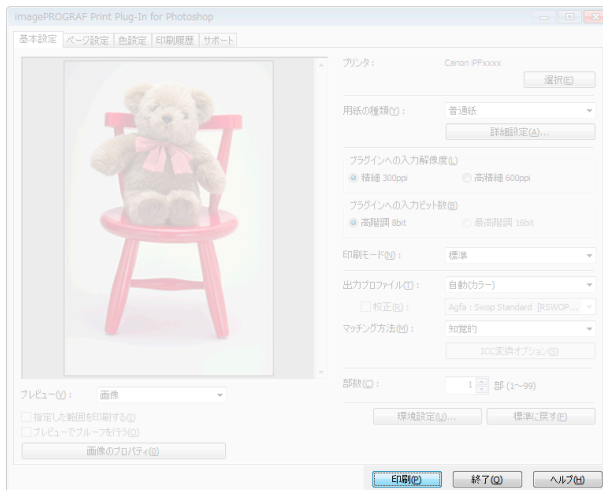 imagePROGRAF Print Plug-In for Photoshop
基本設定 ページ設定 色設定 印刷履歴 サポート
プリンタ： Canon iPFxxxx
選択(E)
用紙の種類(Y)： 普通紙
詳細設定(A)...
プラグインへの入力解像度(L)
精細 300ppi 高精細 600ppi
プラグインへの入力ビット数(B)
高階調 8bit 最高階調 16bit
印刷モード(N)： 標準
出力プロファイル(T)： 自動(カラー)
校正(R)： Agfa : Swop Standard [RSWOP...
マッチング方法(M)： 知覚的
ICC変換オプション(S)
部数(C)： 1 部 (1～99)
プレビュー(V)： 画像
指定した範囲を印刷する(I)
プレビューでプルーフを行う(O)
画像のプロパティ(D)
環境設定(U)... 標準に戻す(F)
印刷(P) 終了(Q) ヘルプ(H)